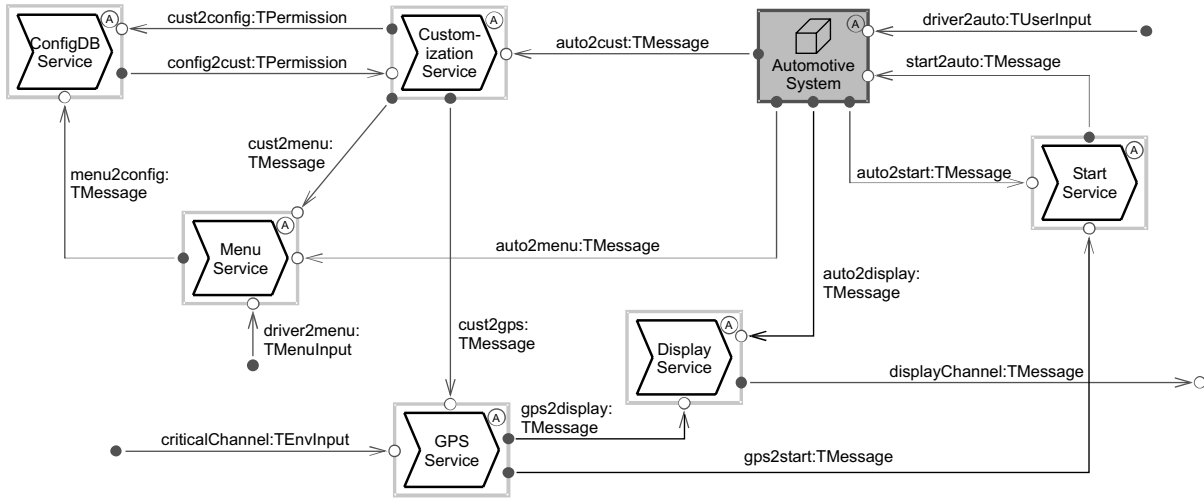 cust2config:TPermission
A
ConfigDB
Service
config2cust:TPermission
A
Custom-
ization
Service
auto2cust:TMessage
A
Automotive
System
driver2auto:TUserInput
start2auto:TMessage
cust2menu:
TMessage
menu2config:
TMessage
auto2start:TMessage
A
Start
Service
A
Menu
Service
auto2menu:TMessage
auto2display:
TMessage
driver2menu:
TMenuInput
cust2gps:
TMessage
A
Display
Service
displayChannel:TMessage
criticalChannel:TEnvInput
A
GPS
Service
gps2display:
TMessage
gps2start:TMessage